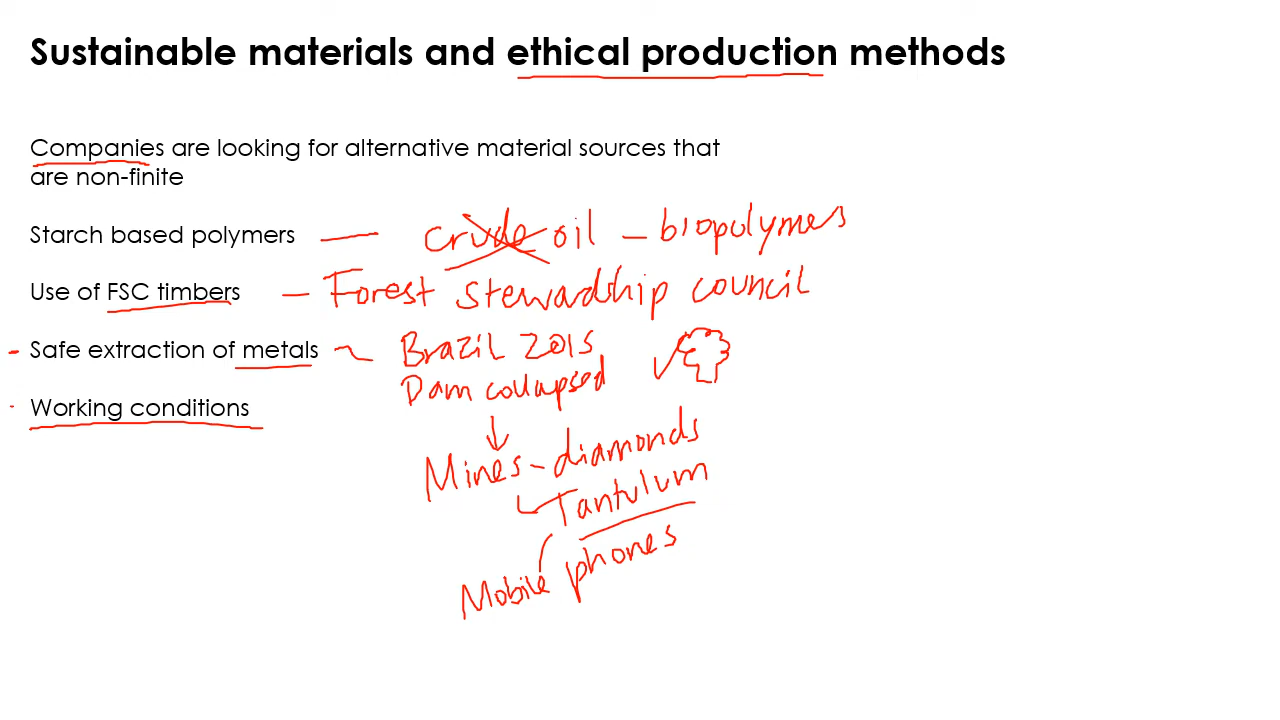 Sustainable materials and ethical production methods
Companies are looking for alternative material sources that
are non-finite
Starch based polymers — crude oil – biopolymers
Use of FSC timbers – Forest stewardship council
- Safe extraction of metals ~ Brazil 2015
Dam collapsed
Working conditions
Mines - diamonds
Tantulum
Mobile phones